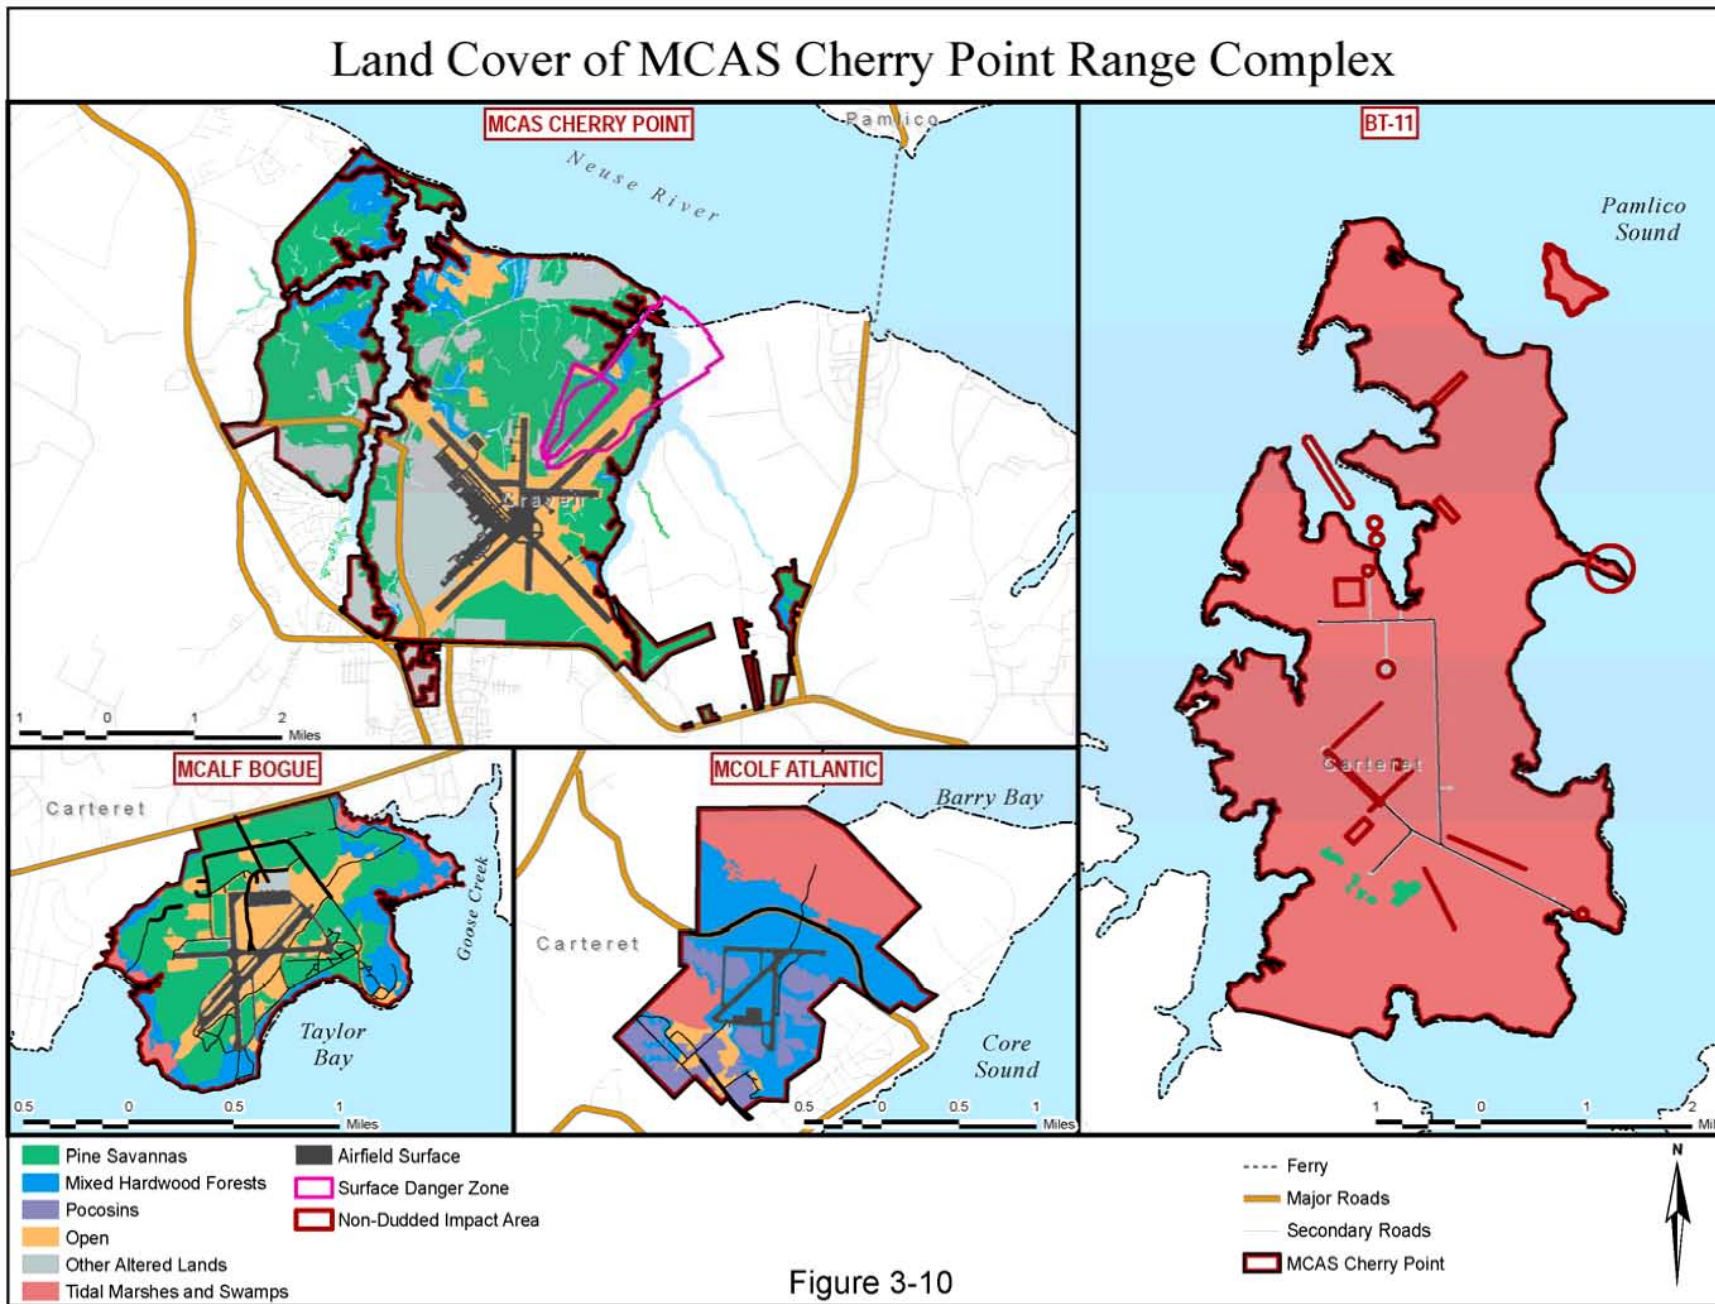 Land Cover of MCAS Cherry Point Range Complex
MCAS CHERRY POINT
Pamlico
Neuse River
Craven
1 0 1 2
Miles
BT-11
Pamlico
Sound
Carteret
1 0 1 2
MCALF BOGUE
Carteret
Goose Creek
Taylor
Bay
0.5 0 0.5 1
Miles
MCOLF ATLANTIC
Barry Bay
Carteret
Core
Sound
0.5 0 0.5 1
Miles
Pine Savannas
Mixed Hardwood Forests
Pocosins
Open
Other Altered Lands
Tidal Marshes and Swamps
Airfield Surface
Surface Danger Zone
Non-Dudded Impact Area
Figure 3-10
Ferry
Major Roads
Secondary Roads
MCAS Cherry Point
N